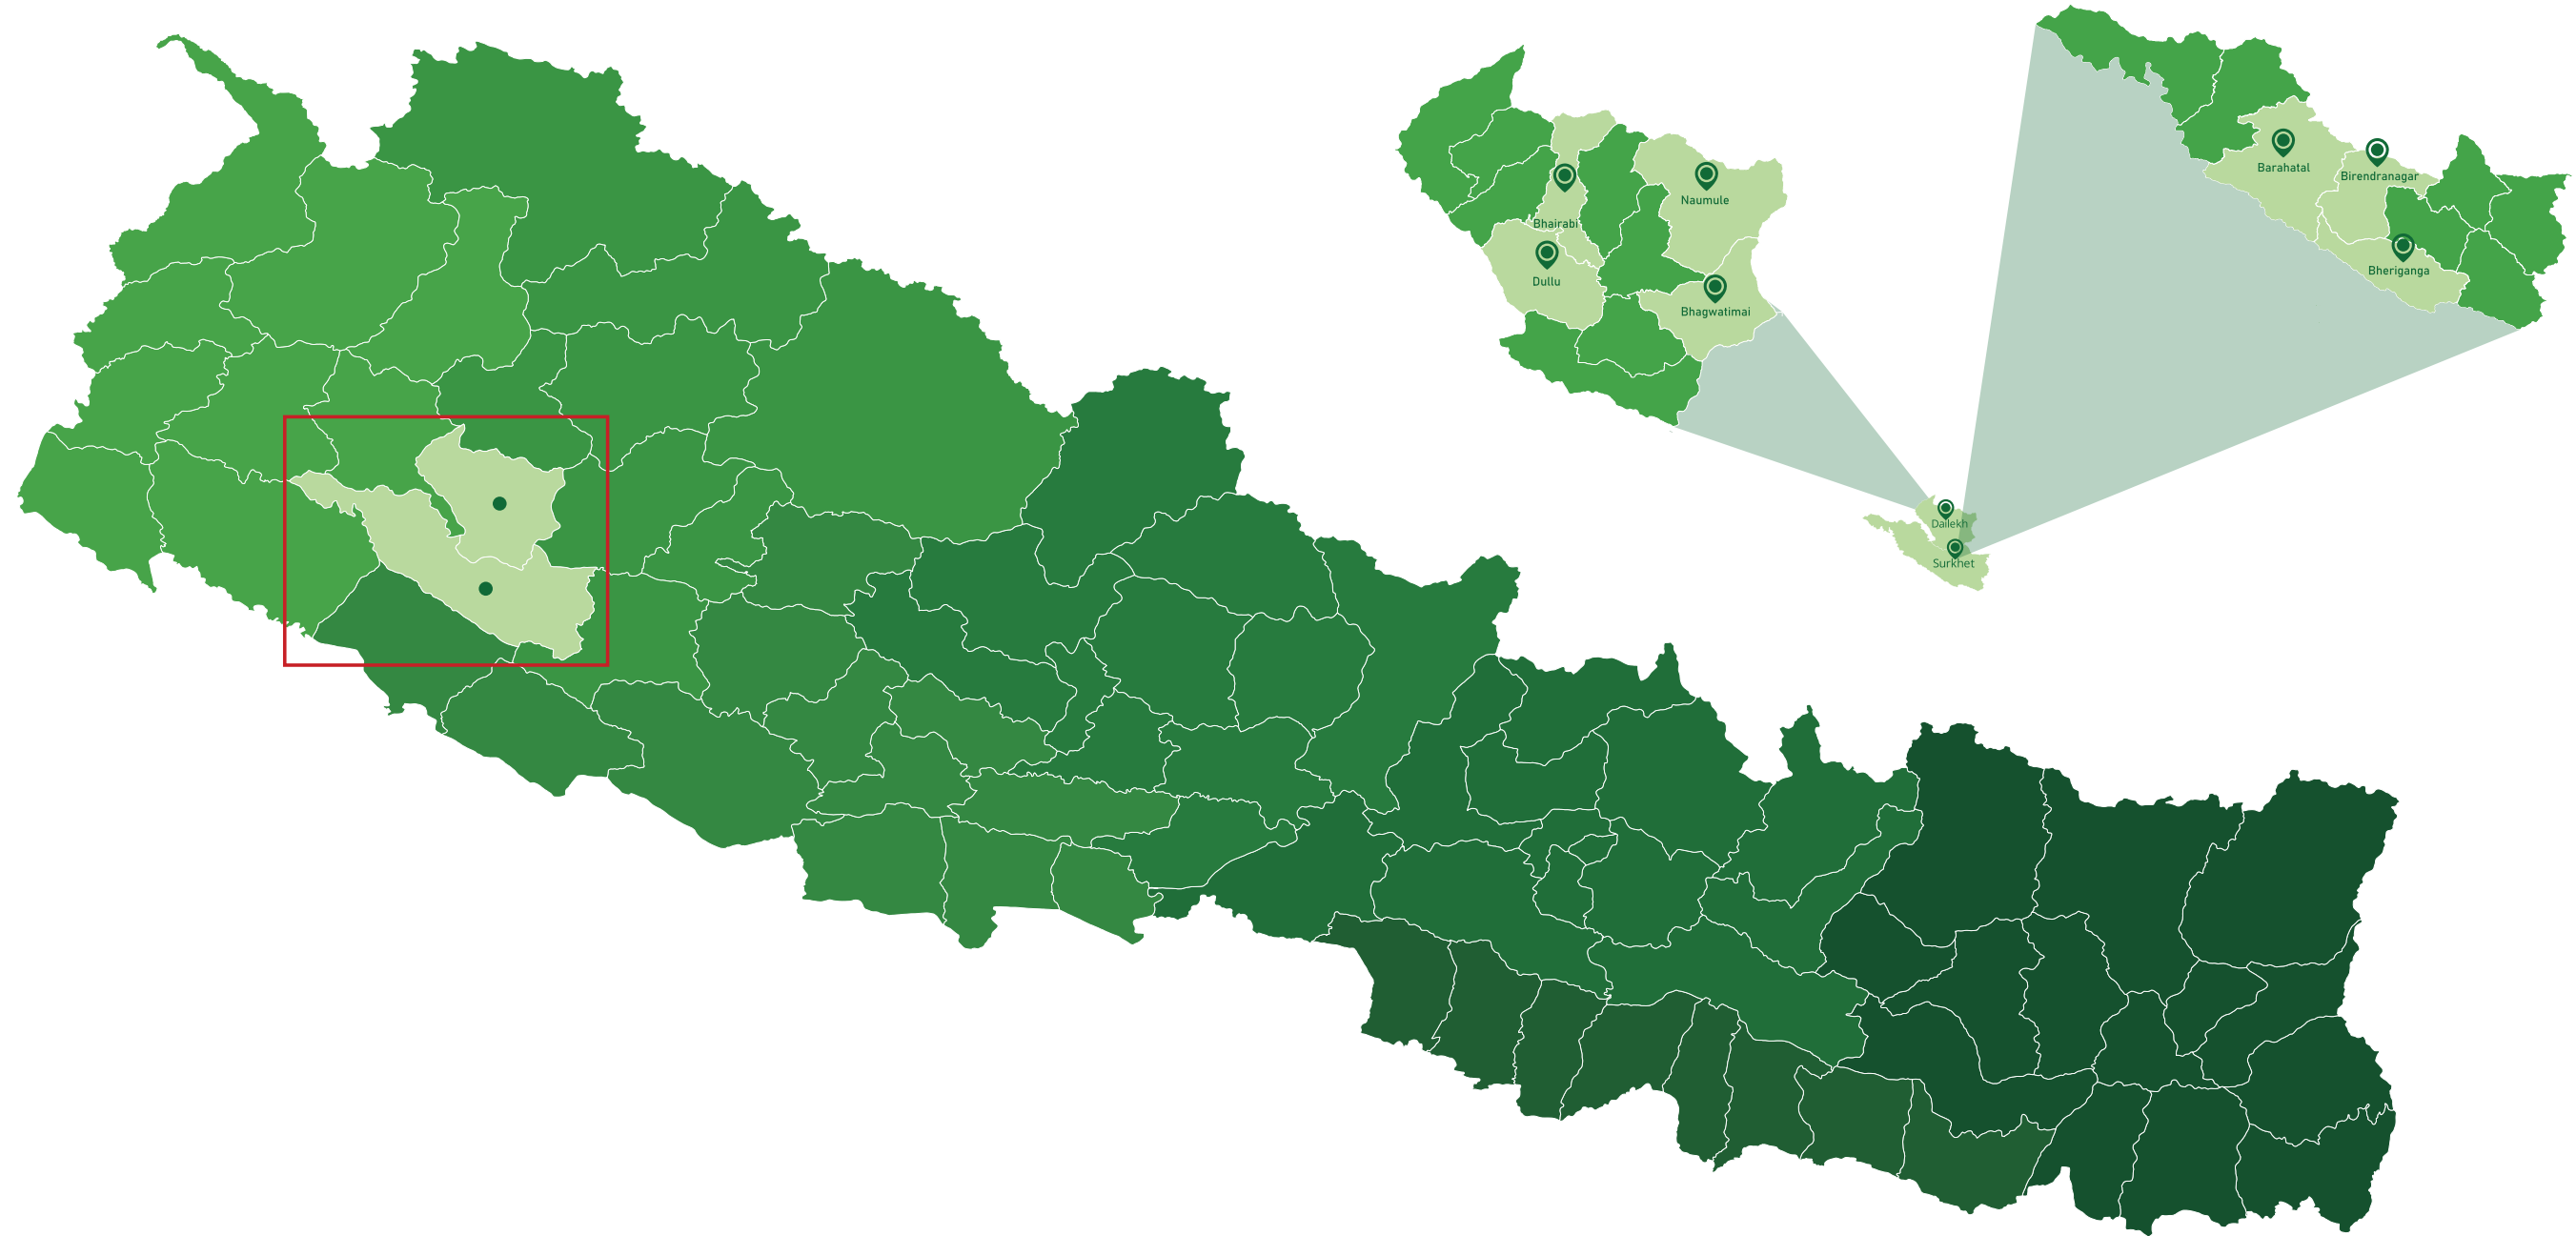 Barahatal
Birendranagar
Naumule
Bhairabi
Bheriganga
Dullu
Bhagwatimai
Dailekh
Surkhet